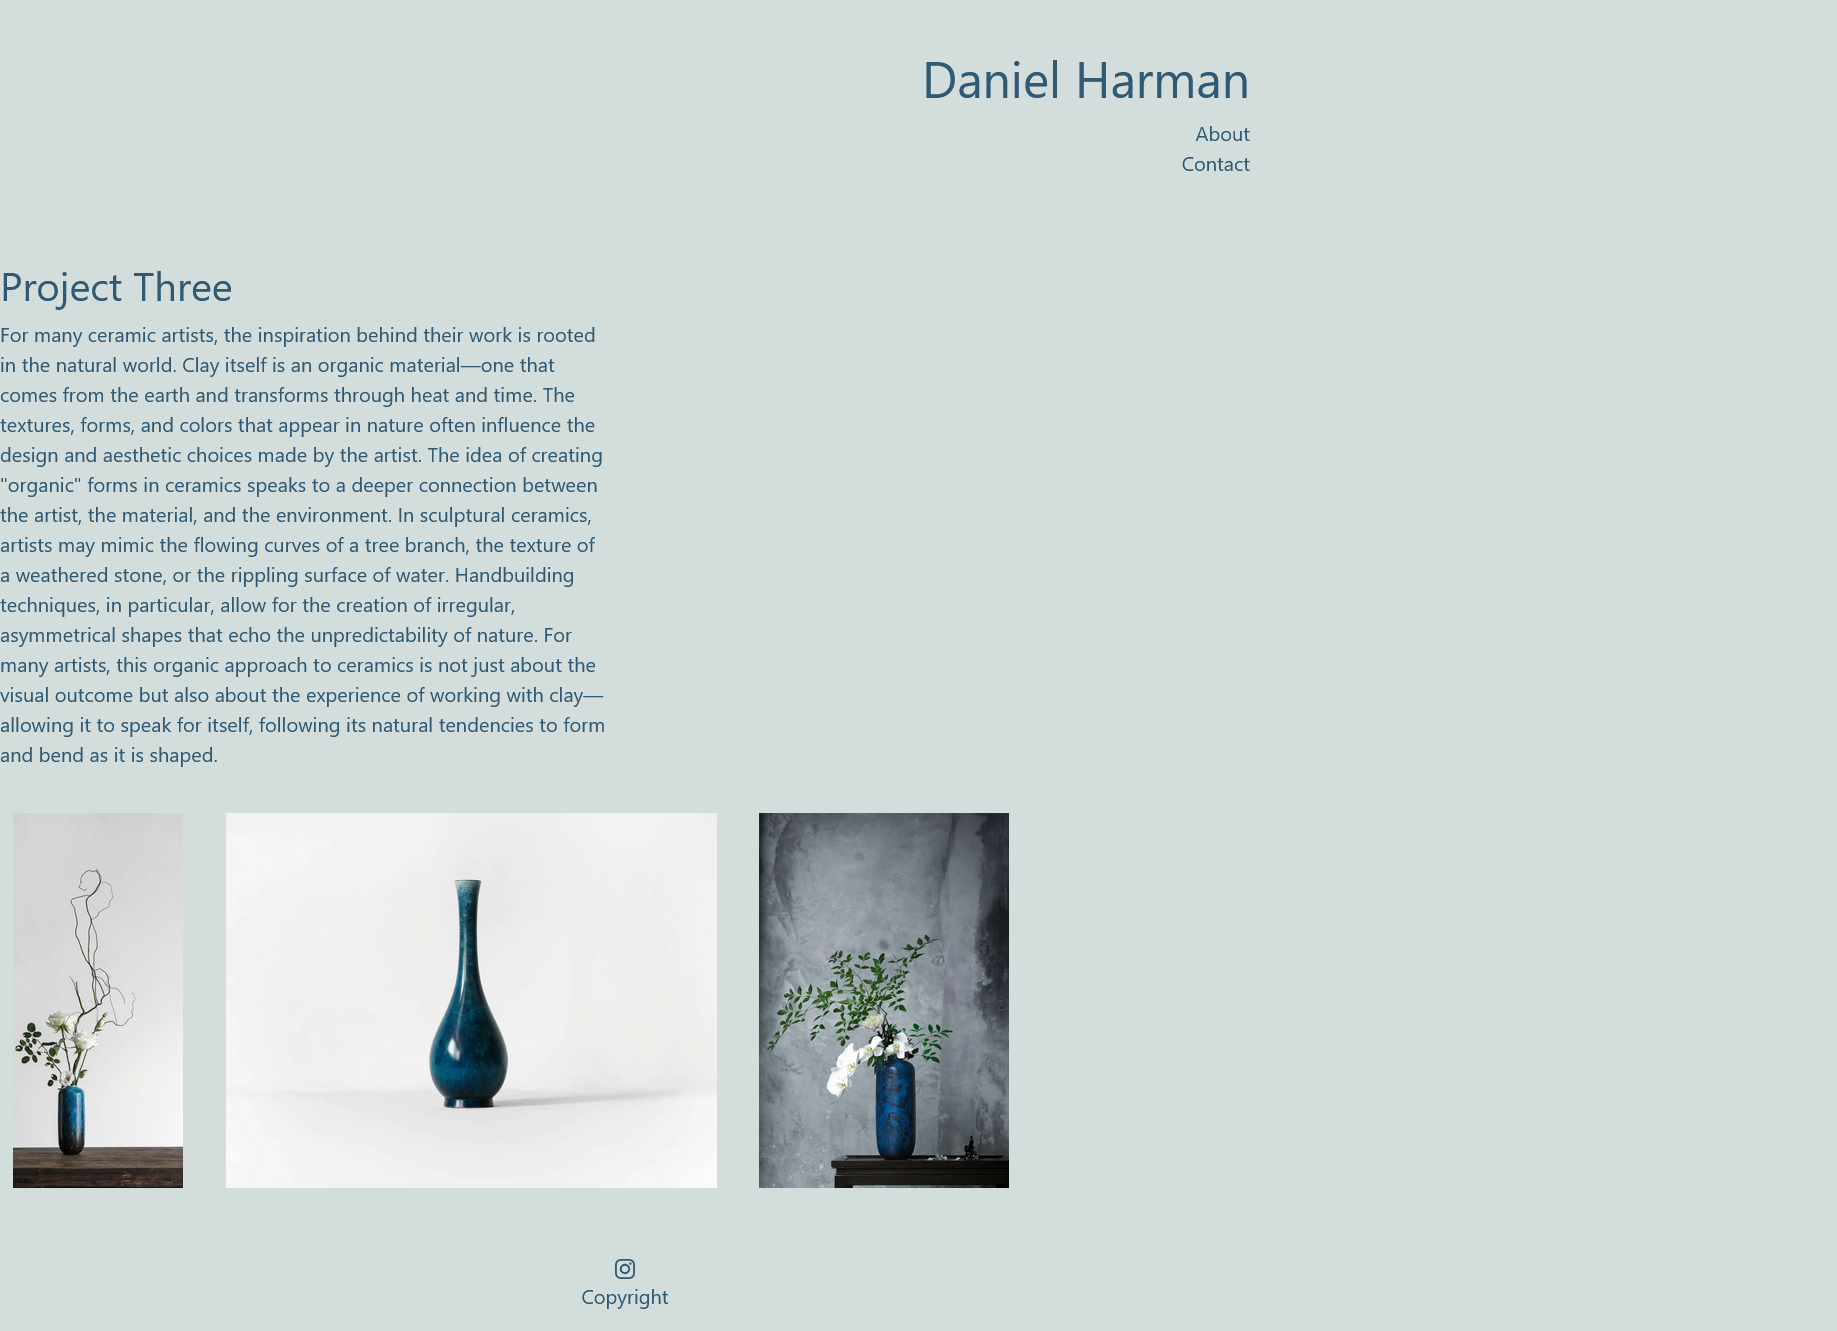 Daniel Harman
About
Contact
Project Three
For many ceramic artists, the inspiration behind their work is rooted
in the natural world. Clay itself is an organic material—one that
comes from the earth and transforms through heat and time. The
textures, forms, and colors that appear in nature often influence the
design and aesthetic choices made by the artist. The idea of creating
"organic" forms in ceramics speaks to a deeper connection between
the artist, the material, and the environment. In sculptural ceramics,
artists may mimic the flowing curves of a tree branch, the texture of
a weathered stone, or the rippling surface of water. Handbuilding
techniques, in particular, allow for the creation of irregular,
asymmetrical shapes that echo the unpredictability of nature. For
many artists, this organic approach to ceramics is not just about the
visual outcome but also about the experience of working with clay—
allowing it to speak for itself, following its natural tendencies to form
and bend as it is shaped.
Copyright